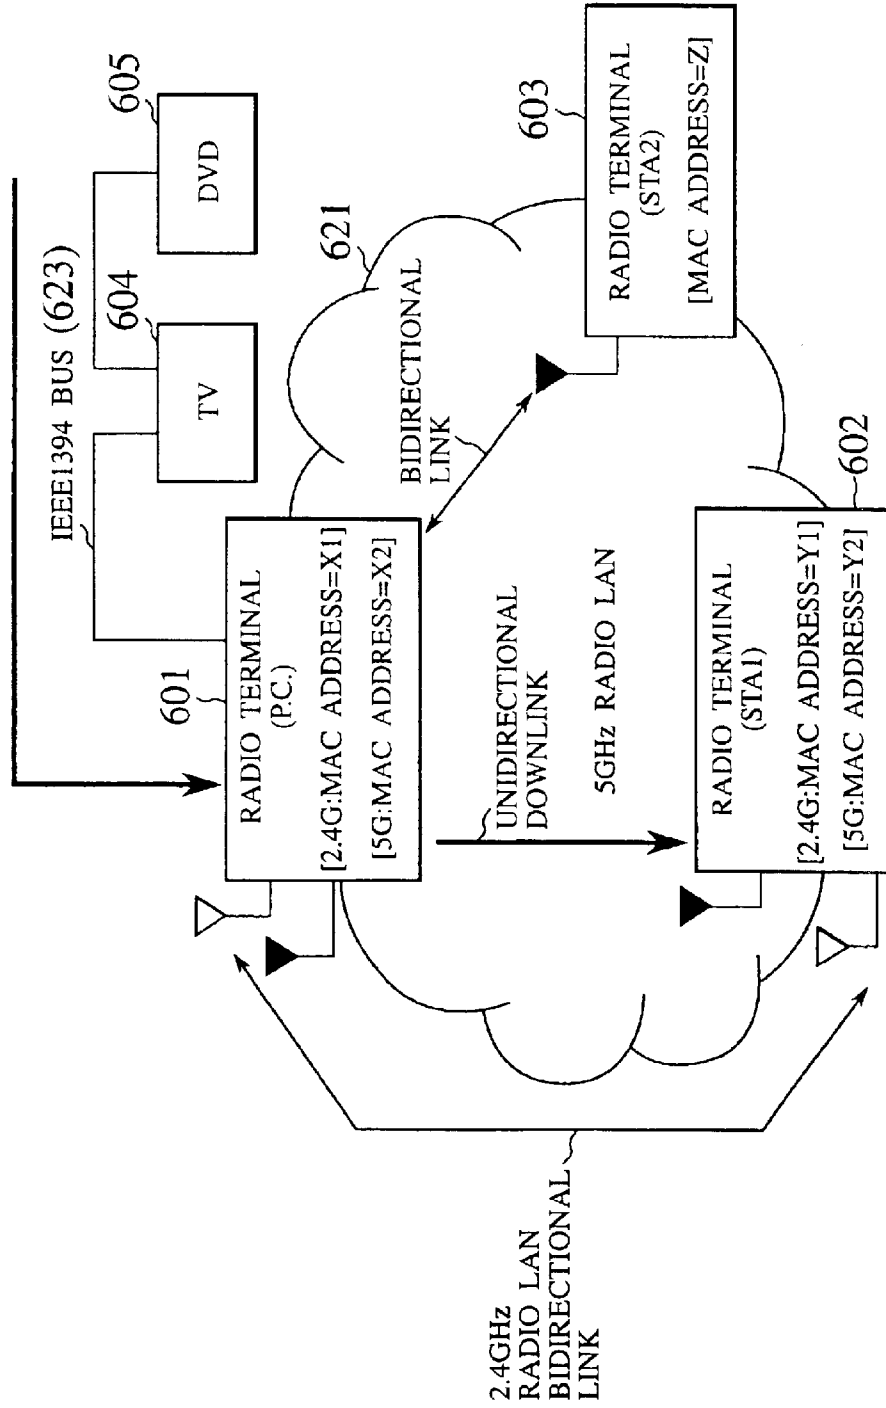 IEEE1394 BUS (623)
604
605
TV
DVD
601
RADIO TERMINAL
(P.C.)
[2.4G:MAC ADDRESS=X1]
[5G:MAC ADDRESS=X2]
621
BIDIRECTIONAL
LINK
603
RADIO TERMINAL
(STA2)
[MAC ADDRESS=Z]
UNIDIRECTIONAL
DOWNLINK
5GHz RADIO LAN
602
RADIO TERMINAL
(STA1)
[2.4G:MAC ADDRESS=Y1]
[5G:MAC ADDRESS=Y2]
2.4GHz
RADIO LAN
BIDIRECTIONAL
LINK